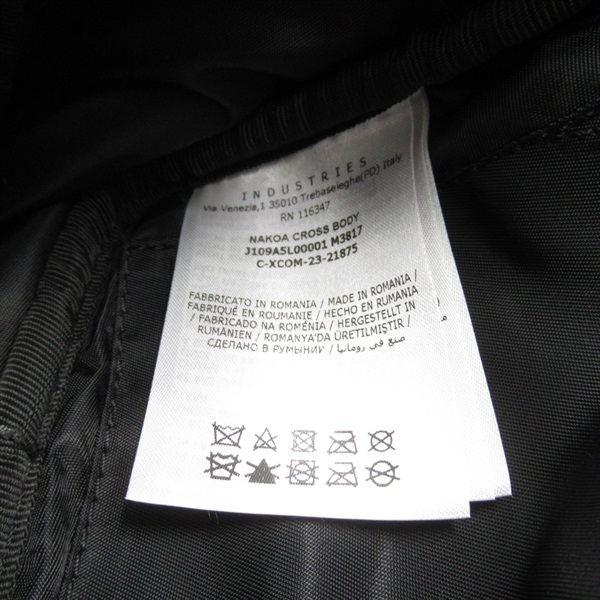 INDUSTRIES
Via Venezia,1 35010 Trebaseleghe(PD) Italy
RN 116347
NAKOA CROSS BODY
J109A5L00001 M3817
C-XCOM-23-21875
FABBRICATO IN ROMANIA / MADE IN ROMANIA /
FABRIQUÉ EN ROUMANIE / HECHO EN RUMANIA
/ FABRICADO NA ROMÉNIA / HERGESTELLT IN
RUMANIEN / ROMANYA'DA ÜRETILMIŞTIR /
СДЕЛАНО В РУМЫНИИ / صنع في رومانيا